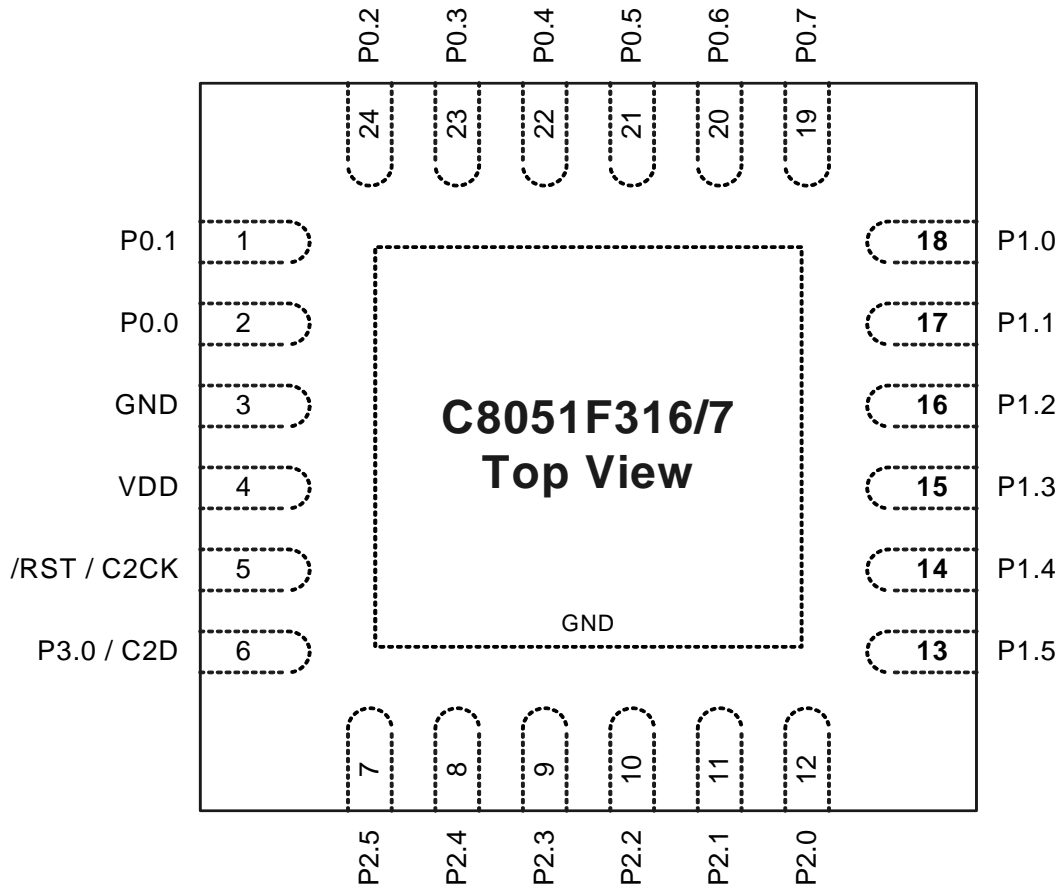 P0.2
P0.3
P0.4
P0.5
P0.6
P0.7
24
23
22
21
20
19
P0.1 1
P0.0 2
GND 3
VDD 4
/RST / C2CK 5
P3.0 / C2D 6
18 P1.0
17 P1.1
16 P1.2
15 P1.3
14 P1.4
13 P1.5
C8051F316/7
Top View
GND
7
8
9
10
11
12
P2.5
P2.4
P2.3
P2.2
P2.1
P2.0